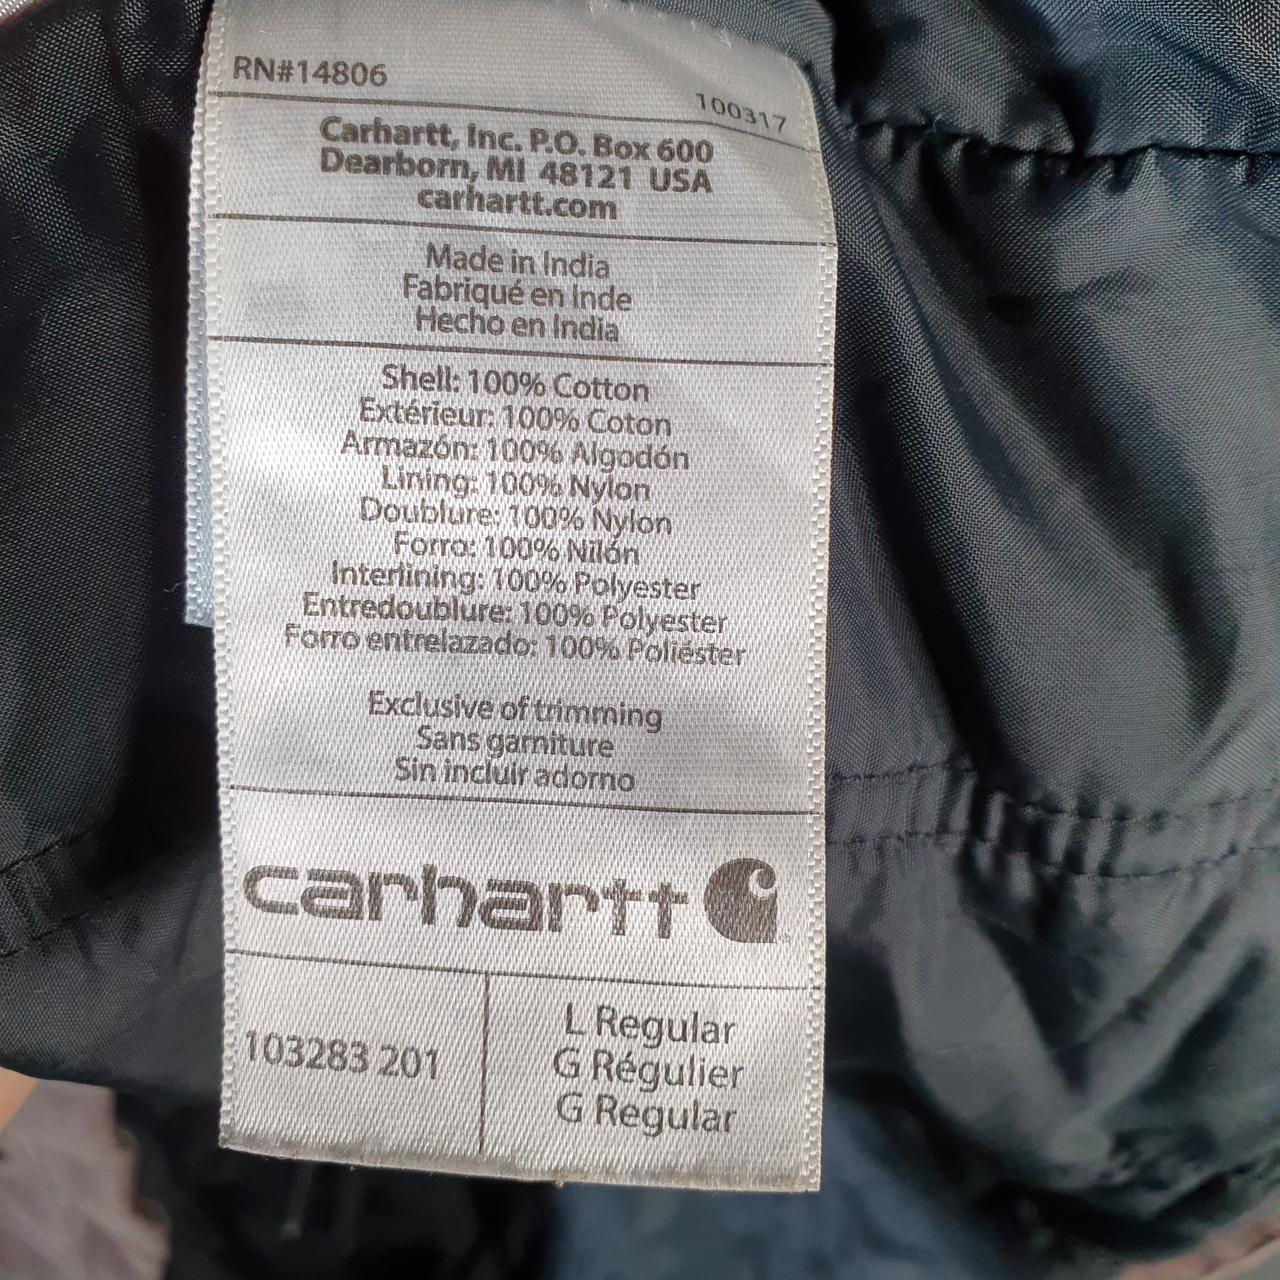 RN#14806
100317
Carhartt, Inc. P.O. Box 600
Dearborn, MI 48121 USA
carhartt.com
Made in India
Fabriqué en Inde
Hecho en India
Shell: 100% Cotton
Extérieur: 100% Coton
Armazón: 100% Algodón
Lining: 100% Nylon
Doublure: 100% Nylon
Forro: 100% Nilón
Interlining: 100% Polyester
Entredoublure: 100% Polyester
Forro entrelazado: 100% Poliéster
Exclusive of trimming
Sans garniture
Sin incluir adorno
carhartt
103283 201
L Regular
G Régulier
G Regular